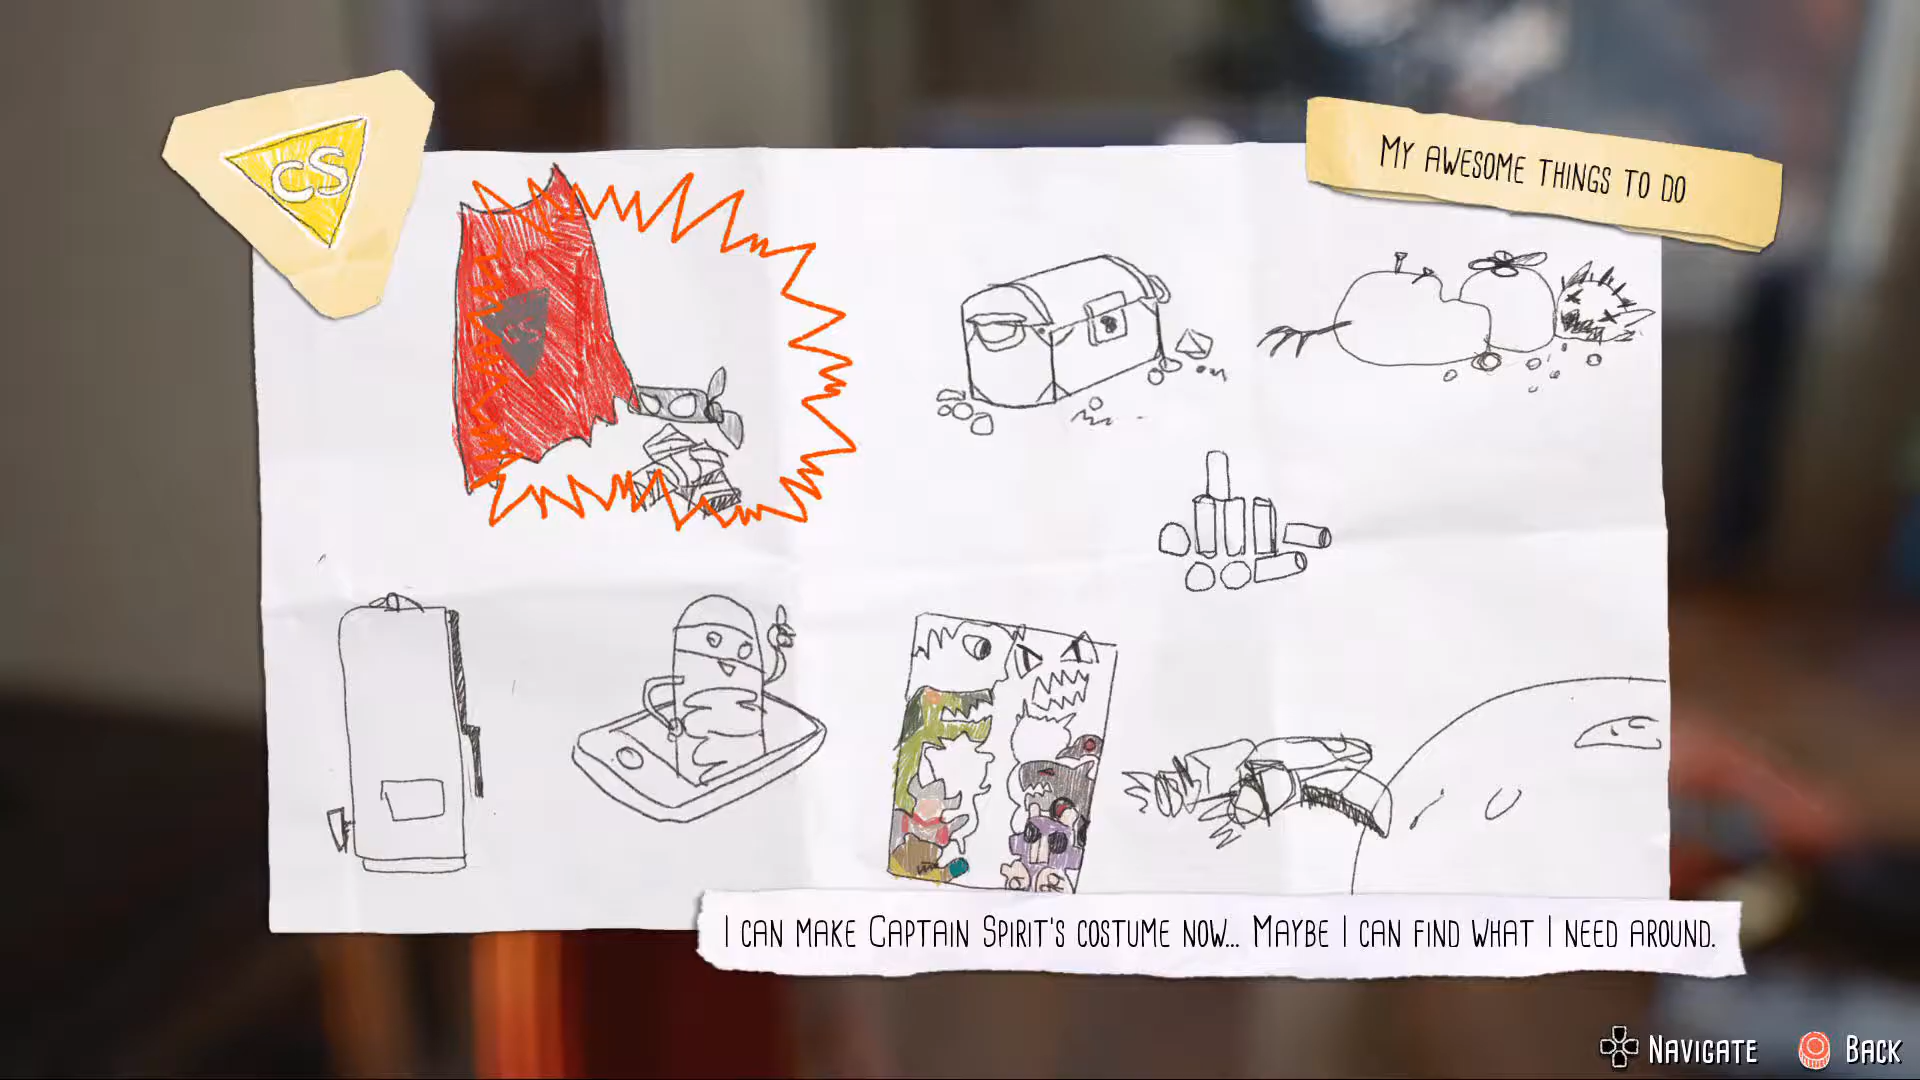 CS
MY AWESOME THINGS TO DO
CS
I CAN MAKE CAPTAIN SPIRIT'S COSTUME NOW... MAYBE I CAN FIND WHAT I NEED AROUND.
NAVIGATE
BACK